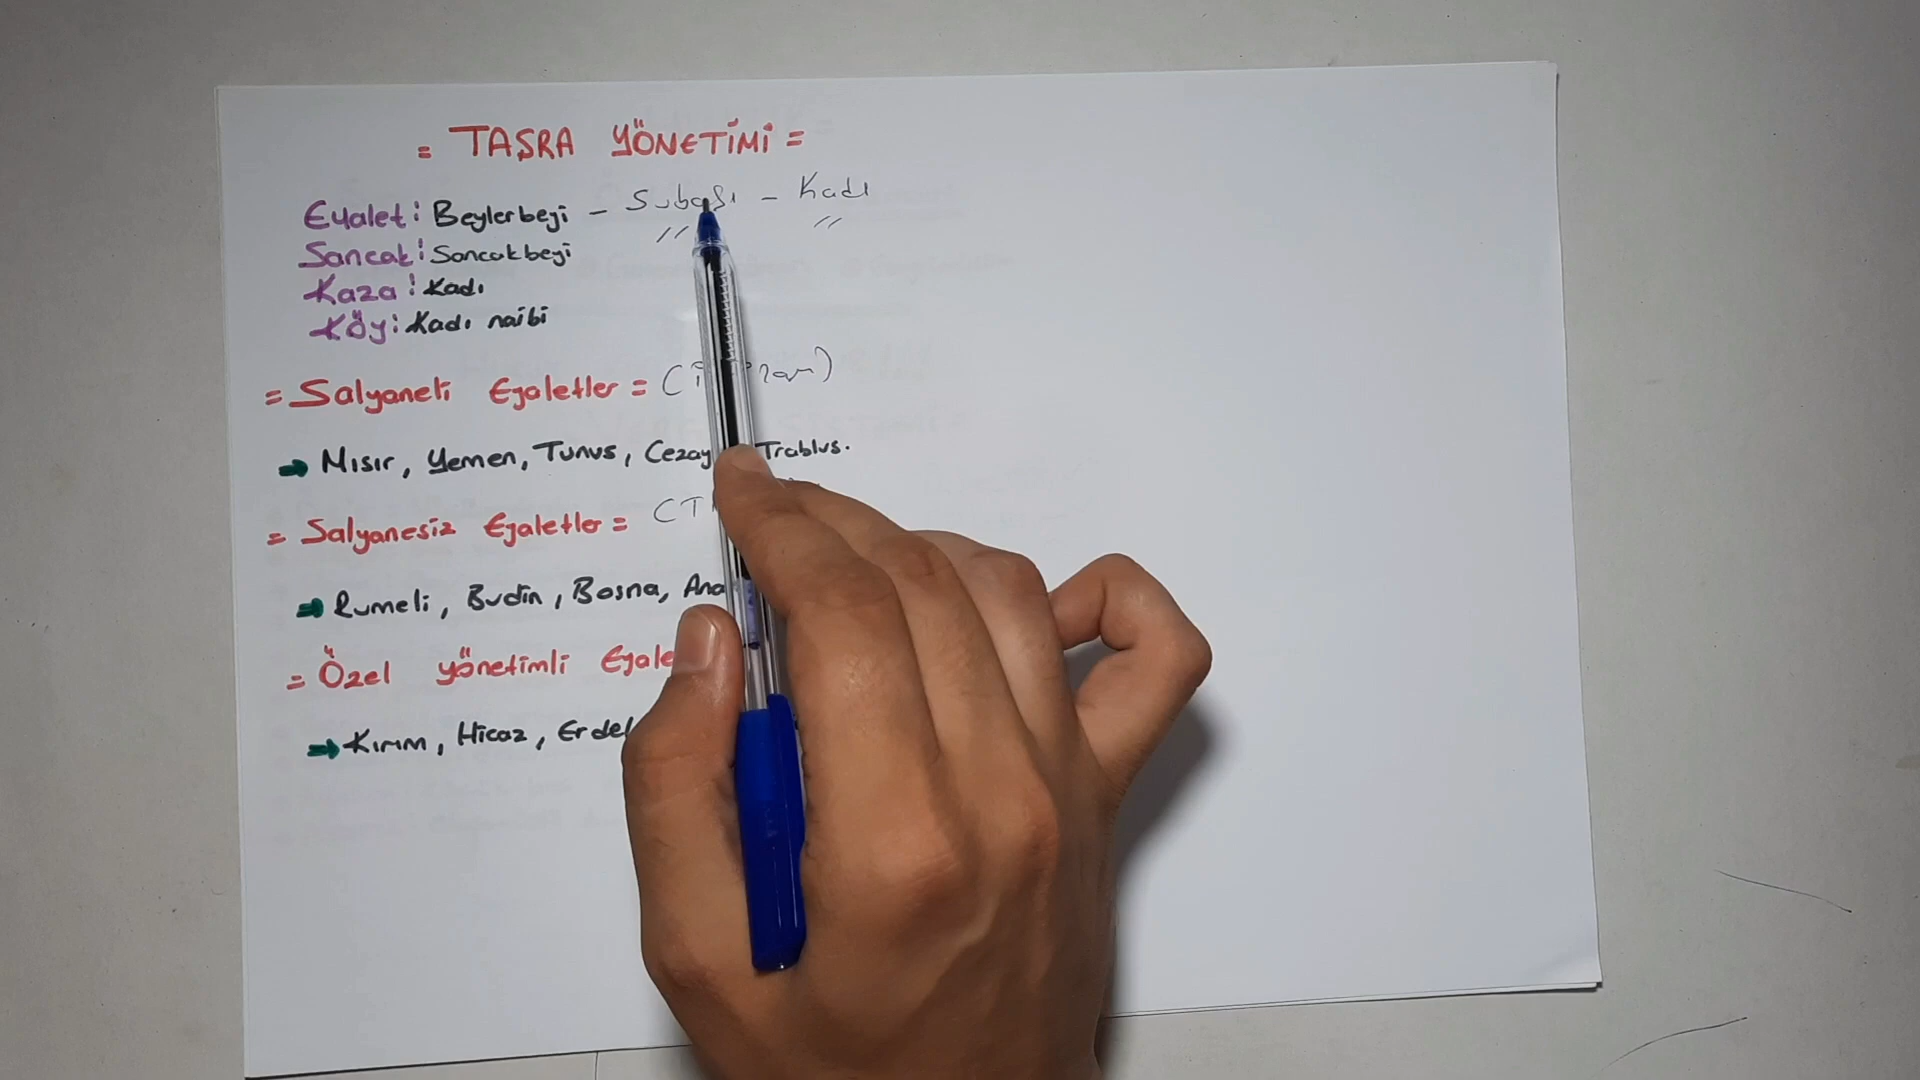 = TAŞRA YÖNETİMİ =
Eyalet: Beylerbeyi - Subaşı - Kadı
Sancak: Sancakbeyi
Kaza: Kadı
Köy: Kadı naibi
= Salyaneli Eyaletler =
→ Mısır, Yemen, Tunus, Trablus.
= Salyanesiz Eyaletler =
→ Rumeli, Budin, Bosna,
= Özel yönetimli
→ Kırım, Hicaz, Erdel